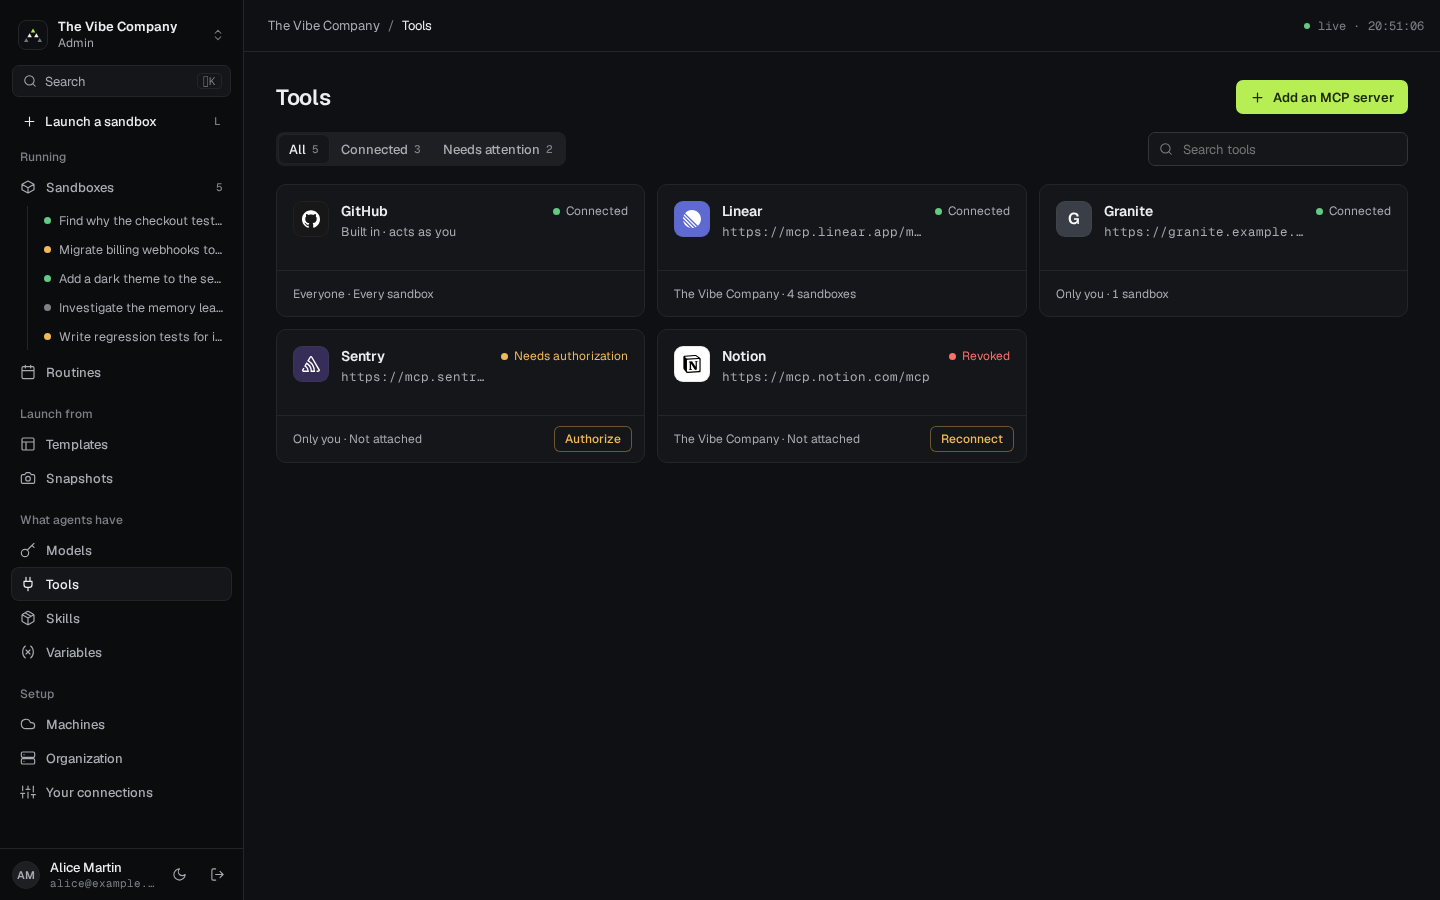 The Vibe Company
Admin
Search
K
Launch a sandbox
L
Running
Sandboxes 5
Find why the checkout test…
Migrate billing webhooks to…
Add a dark theme to the se…
Investigate the memory lea…
Write regression tests for i…
Routines
Launch from
Templates
Snapshots
What agents have
Models
Tools
Skills
Variables
Setup
Machines
Organization
Your connections
AM
Alice Martin
alice@example.…
The Vibe Company / Tools
live · 20:51:06
Tools
Add an MCP server
All 5
Connected 3
Needs attention 2
Search tools
GitHub
Connected
Built in · acts as you
Everyone · Every sandbox
Linear
Connected
https://mcp.linear.app/m…
The Vibe Company · 4 sandboxes
G
Granite
Connected
https://granite.example.…
Only you · 1 sandbox
Sentry
Needs authorization
https://mcp.sentr…
Only you · Not attached
Authorize
Notion
Revoked
https://mcp.notion.com/mcp
The Vibe Company · Not attached
Reconnect